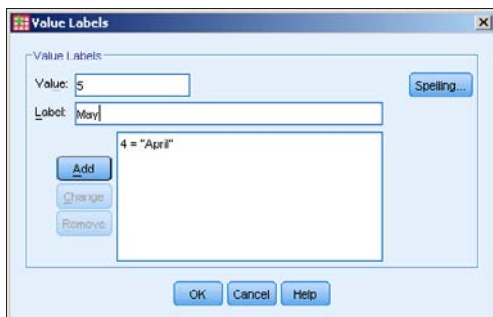 Value Labels
Value Labels
Value: 5
Spelling...
Label: May
4 = "April"
Add
Change
Remove
OK Cancel Help